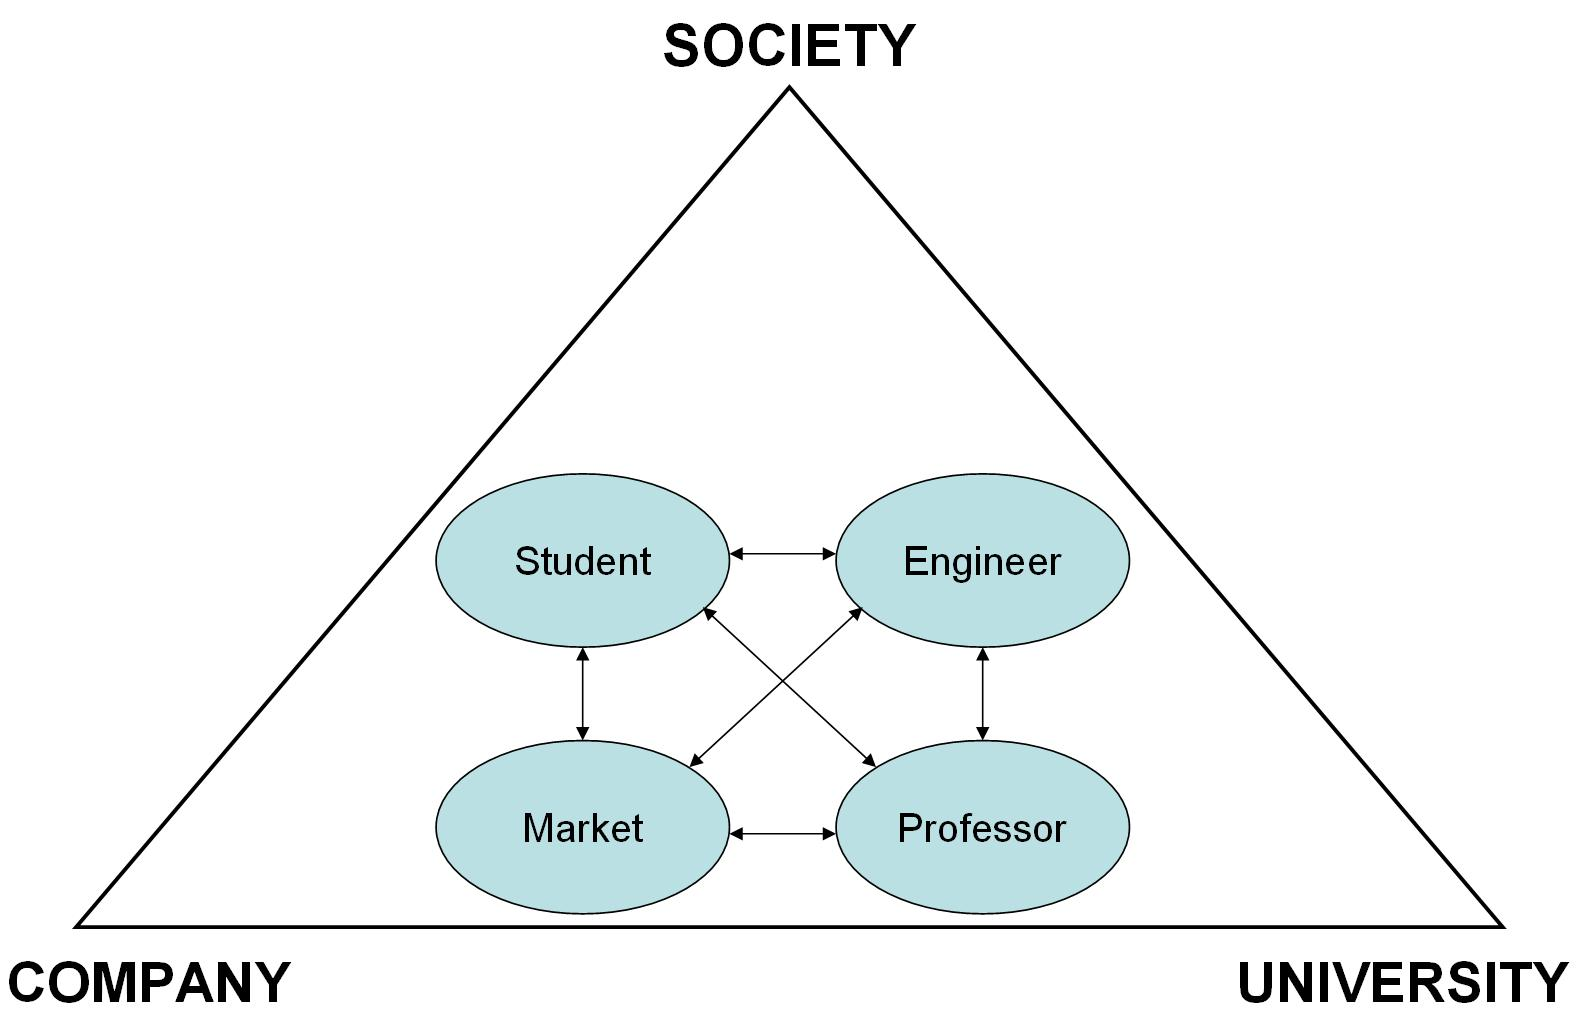 SOCIETY
Student
Engineer
Market
Professor
COMPANY
UNIVERSITY